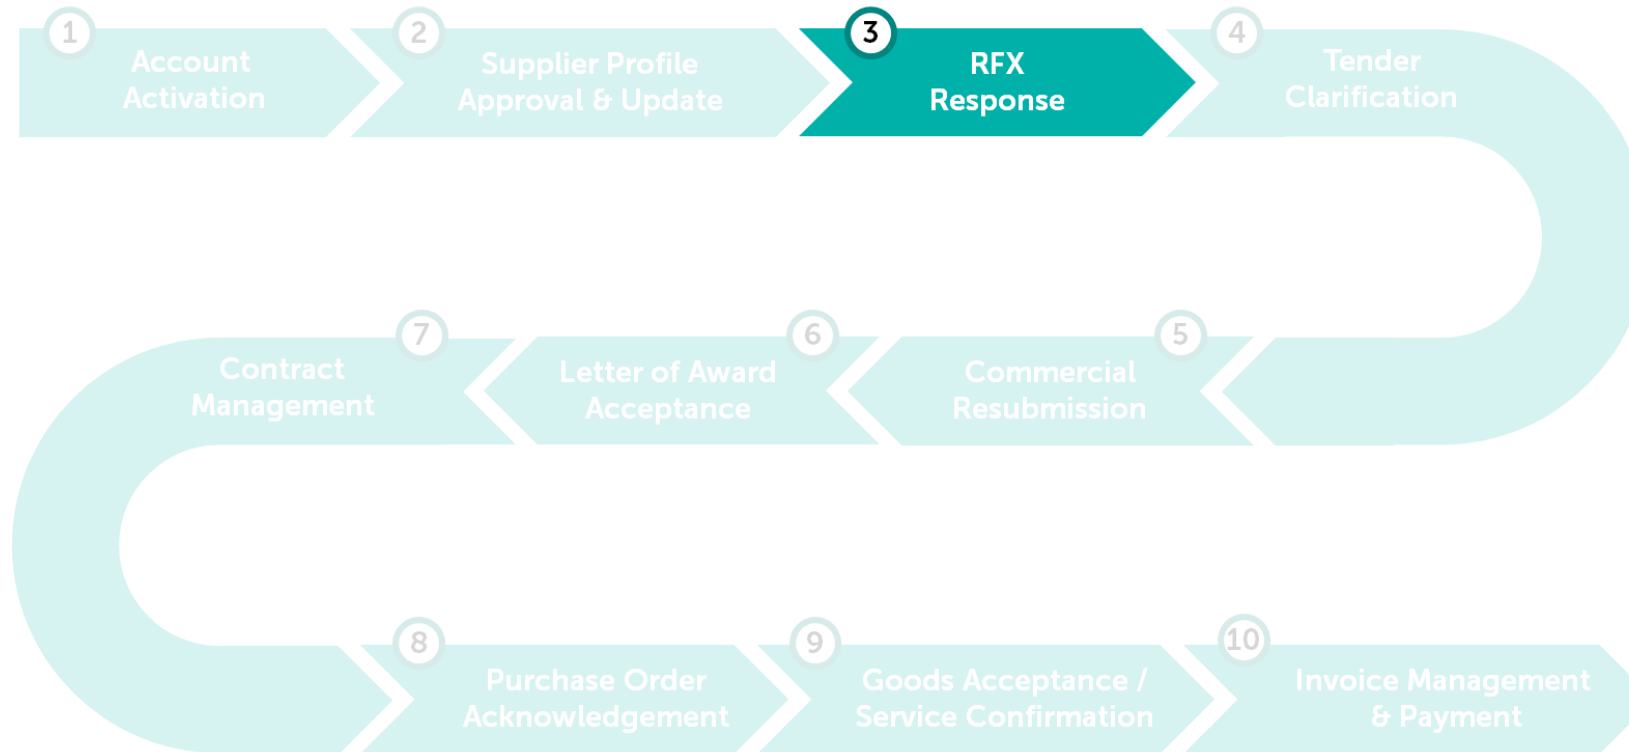 1
Account
Activation
2
Supplier Profile
Approval & Update
3
RFX
Response
4
Tender
Clarification
5
Commercial
Resubmission
6
Letter of Award
Acceptance
7
Contract
Management
8
Purchase Order
Acknowledgement
9
Goods Acceptance /
Service Confirmation
10
Invoice Management
& Payment